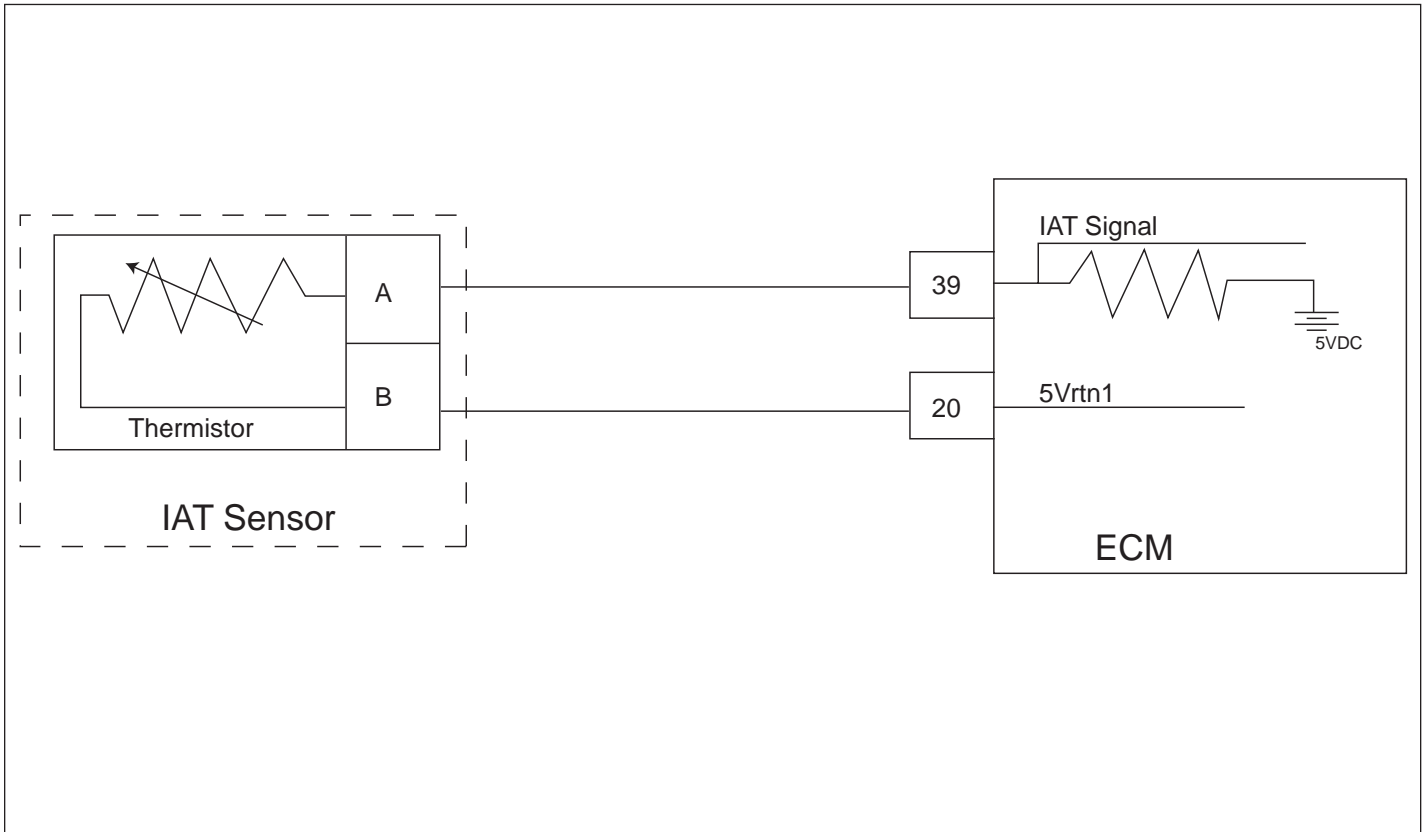 IAT Signal
A
39
5VDC
B
20
5Vrtn1
Thermistor
IAT Sensor
ECM